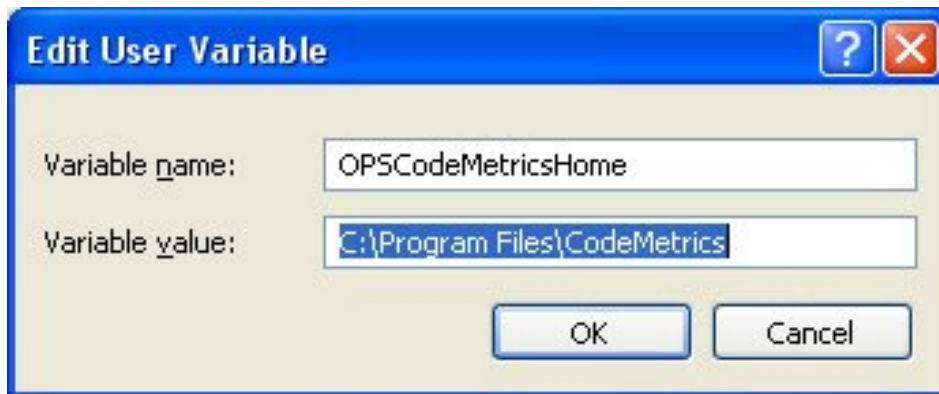 Edit User Variable
?
Variable name: OPSCodeMetricsHome
Variable value: C:\Program Files\CodeMetrics
OK Cancel